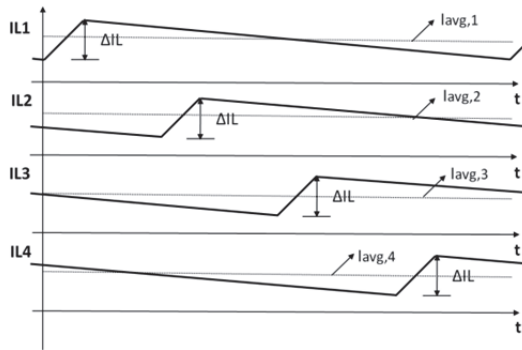 IL1
ΔIL
Iavg,1
t
IL2
ΔIL
Iavg,2
t
IL3
ΔIL
Iavg,3
t
IL4
ΔIL
Iavg,4
t